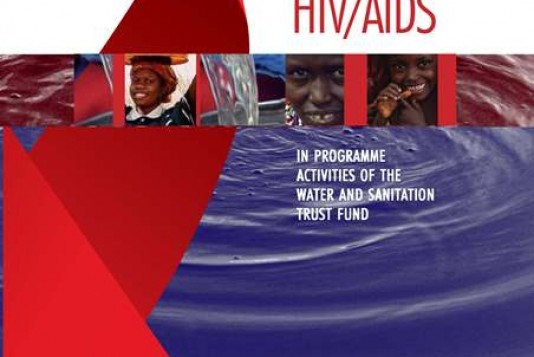 HIV/AIDS
IN PROGRAMME
ACTIVITIES OF THE
WATER AND SANITATION
TRUST FUND